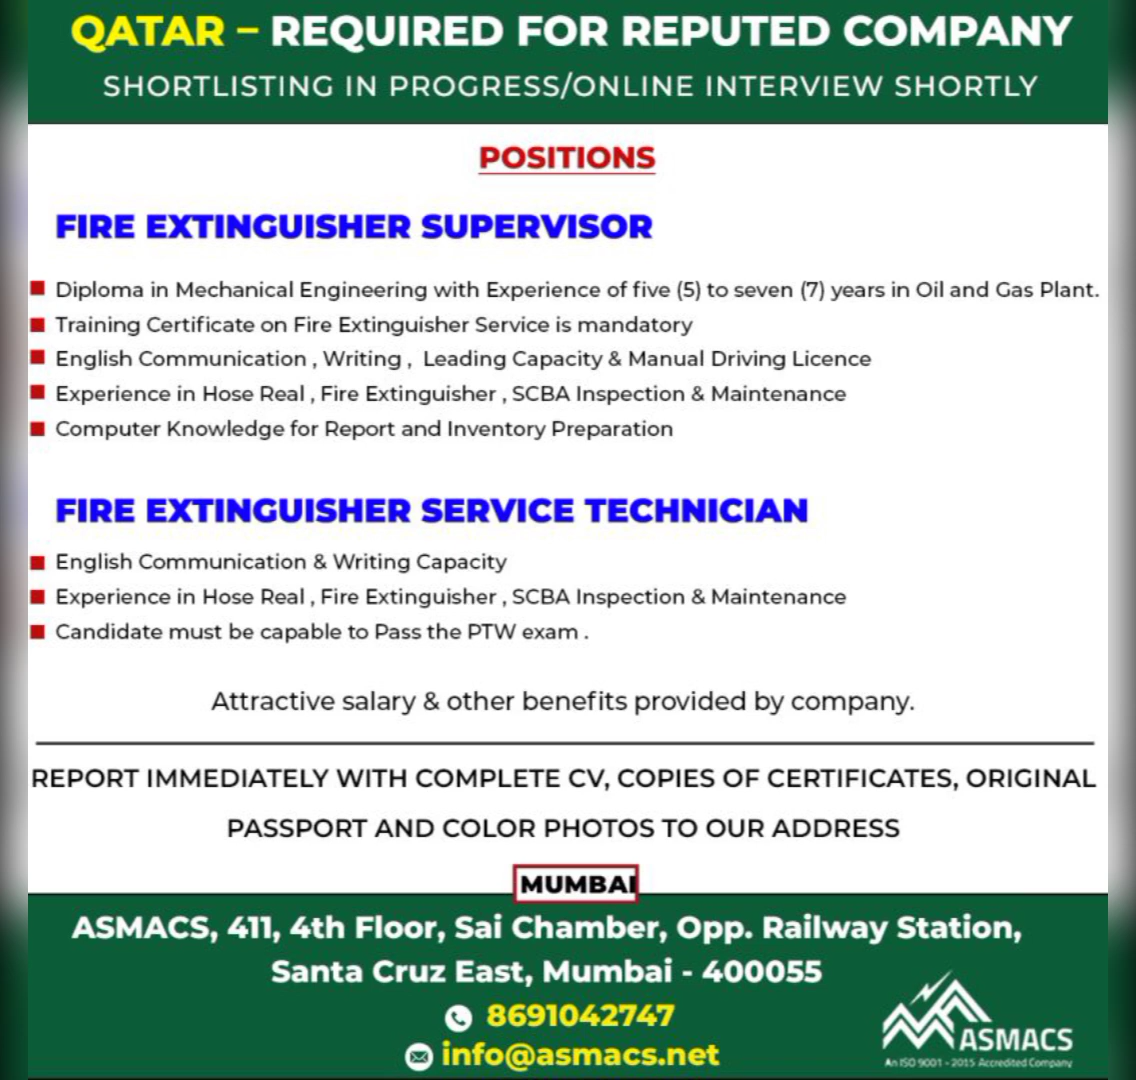 QATAR – REQUIRED FOR REPUTED COMPANY
SHORTLISTING IN PROGRESS/ONLINE INTERVIEW SHORTLY
POSITIONS
FIRE EXTINGUISHER SUPERVISOR
Diploma in Mechanical Engineering with Experience of five (5) to seven (7) years in Oil and Gas Plant.
Training Certificate on Fire Extinguisher Service is mandatory
English Communication , Writing , Leading Capacity & Manual Driving Licence
Experience in Hose Real , Fire Extinguisher , SCBA Inspection & Maintenance
Computer Knowledge for Report and Inventory Preparation
FIRE EXTINGUISHER SERVICE TECHNICIAN
English Communication & Writing Capacity
Experience in Hose Real , Fire Extinguisher , SCBA Inspection & Maintenance
Candidate must be capable to Pass the PTW exam .
Attractive salary & other benefits provided by company.
REPORT IMMEDIATELY WITH COMPLETE CV, COPIES OF CERTIFICATES, ORIGINAL
PASSPORT AND COLOR PHOTOS TO OUR ADDRESS
MUMBAI
ASMACS, 411, 4th Floor, Sai Chamber, Opp. Railway Station,
Santa Cruz East, Mumbai - 400055
8691042747
info@asmacs.net
ASMACS
An ISO 9001 - 2015 Accredited Company